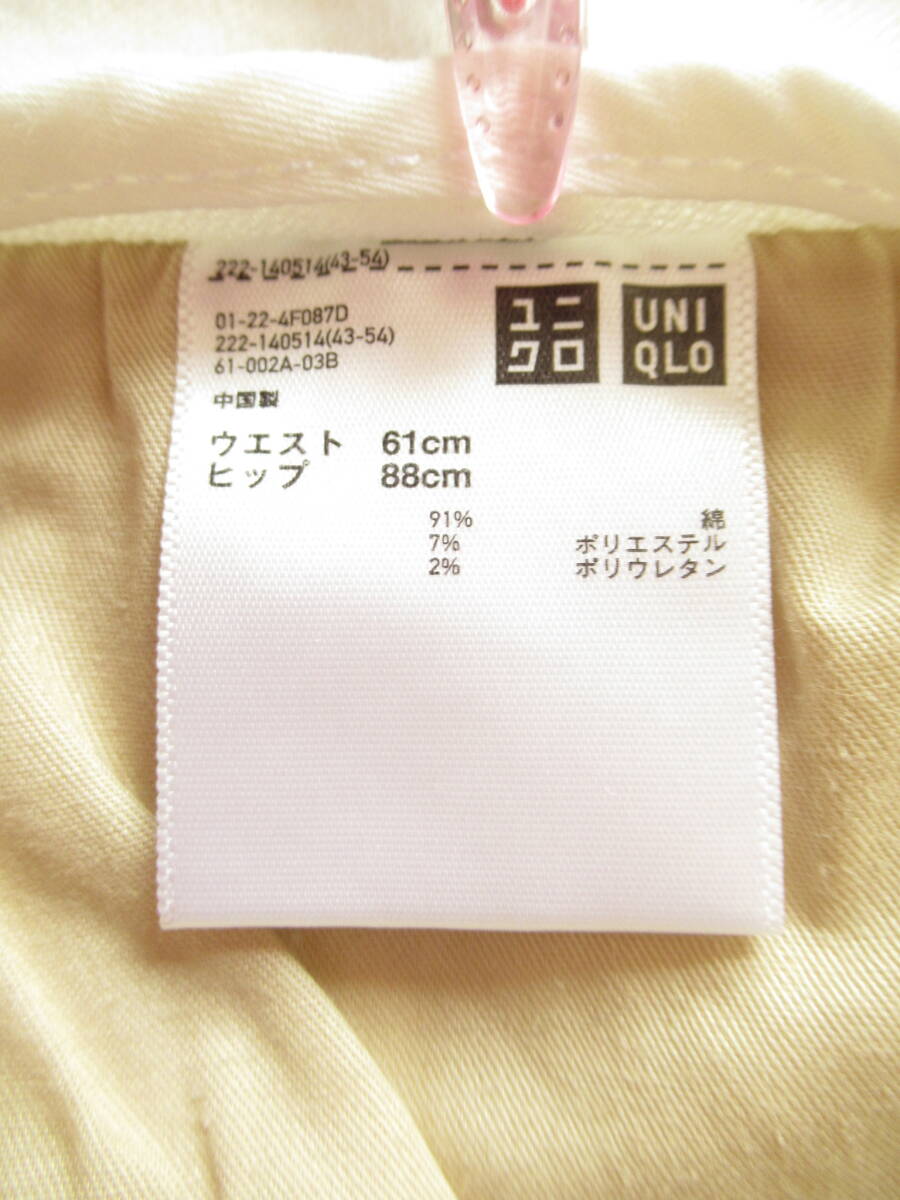 222-140514(43-54)
ユニ
クロ
UNI
QLO
01-22-4F087D
222-140514(43-54)
61-002A-03B
中国製
ウエスト 61cm
ヒップ 88cm
91% 綿
7% ポリエステル
2% ポリウレタン